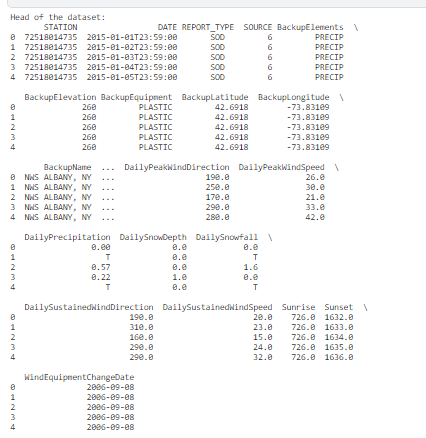 Head of the dataset:
STATION DATE REPORT_TYPE SOURCE BackupElements \
0 72518014735 2015-01-01T23:59:00 SOD 6 PRECIP
1 72518014735 2015-01-02T23:59:00 SOD 6 PRECIP
2 72518014735 2015-01-03T23:59:00 SOD 6 PRECIP
3 72518014735 2015-01-04T23:59:00 SOD 6 PRECIP
4 72518014735 2015-01-05T23:59:00 SOD 6 PRECIP
BackupElevation BackupEquipment BackupLatitude BackupLongitude \
0 260 PLASTIC 42.6918 -73.83109
1 260 PLASTIC 42.6918 -73.83109
2 260 PLASTIC 42.6918 -73.83109
3 260 PLASTIC 42.6918 -73.83109
4 260 PLASTIC 42.6918 -73.83109
BackupName ... DailyPeakWindDirection DailyPeakWindSpeed \
0 NWS ALBANY, NY ... 190.0 26.0
1 NWS ALBANY, NY ... 250.0 30.0
2 NWS ALBANY, NY ... 170.0 21.0
3 NWS ALBANY, NY ... 290.0 33.0
4 NWS ALBANY, NY ... 280.0 42.0
DailyPrecipitation DailySnowDepth DailySnowfall \
0 0.00 0.0 0.0
1 T 0.0 T
2 0.57 0.0 1.6
3 0.22 1.0 0.0
4 T 0.0 T
DailySustainedWindDirection DailySustainedWindSpeed Sunrise Sunset \
0 190.0 20.0 726.0 1632.0
1 310.0 23.0 726.0 1633.0
2 160.0 15.0 726.0 1634.0
3 290.0 24.0 726.0 1635.0
4 290.0 32.0 726.0 1636.0
WindEquipmentChangeDate
0 2006-09-08
1 2006-09-08
2 2006-09-08
3 2006-09-08
4 2006-09-08